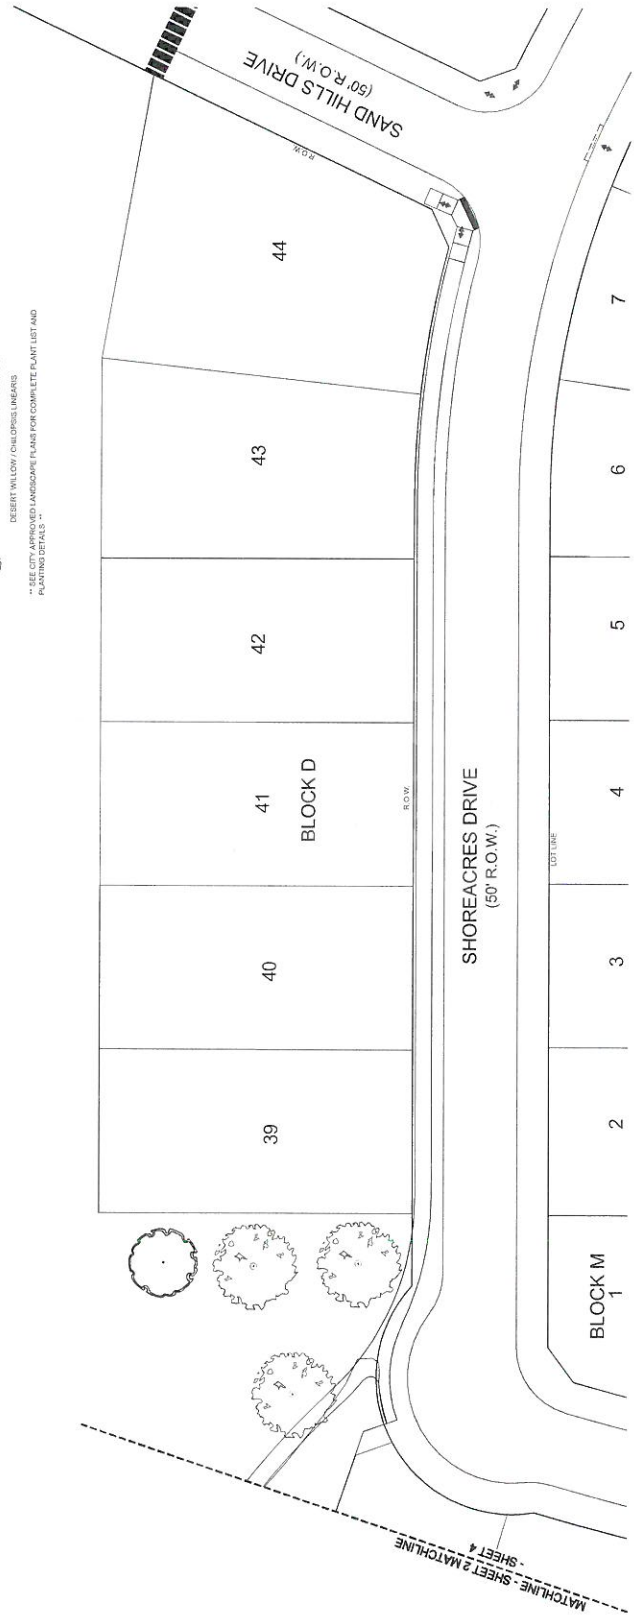 DESERT WILLOW / CHILOPSIS LINEARIS
** SEE CITY APPROVED LANDSCAPE PLANS FOR COMPLETE PLANT LIST AND
PLANTING DETAILS **
SAND HILLS DRIVE
(50' R.O.W.)
R.O.W.
44
43
42
41
BLOCK D
40
39
R.O.W.
SHOREACRES DRIVE
(50' R.O.W.)
LOT LINE
7
6
5
4
3
2
BLOCK M
1
MATCHLINE - SHEET 2 MATCHLINE
- SHEET 4